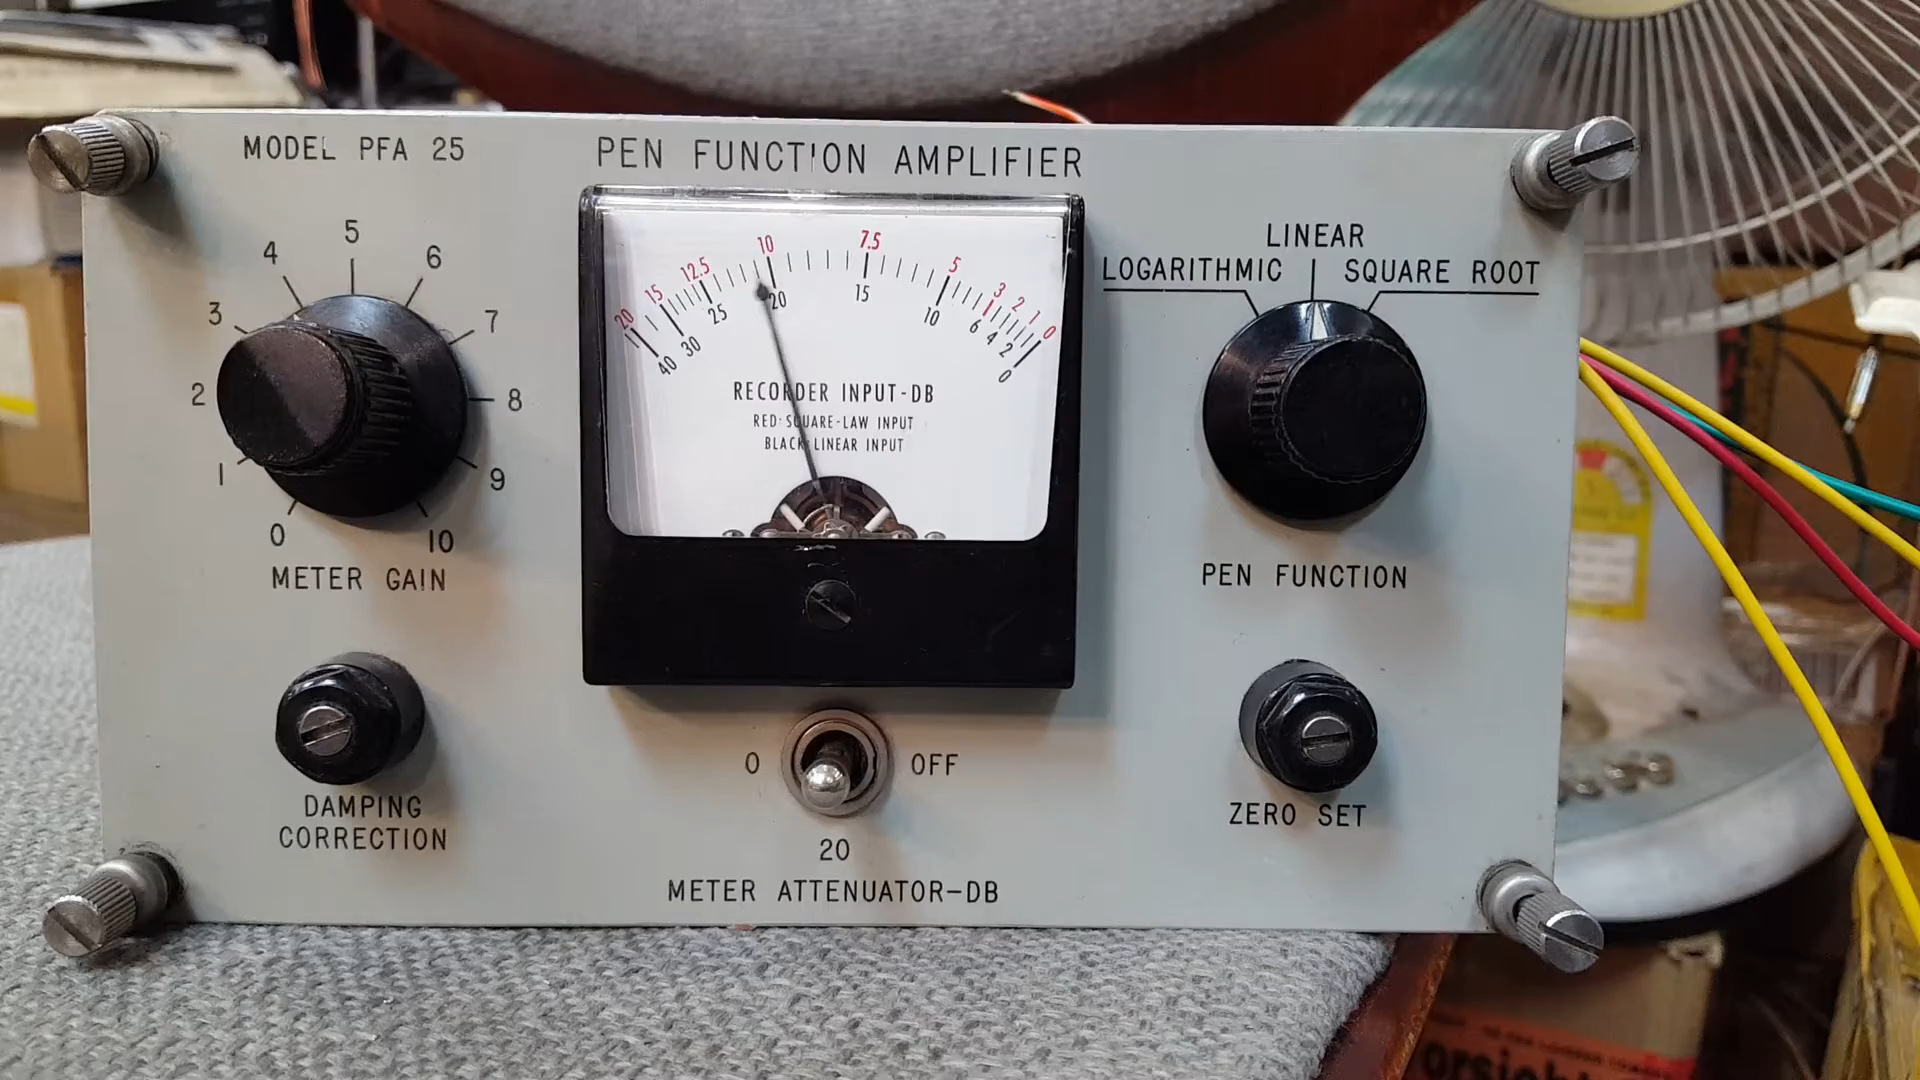 MODEL PFA 25
PEN FUNCTION AMPLIFIER
0 1 2 3 4 5 6 7 8 9 10
METER GAIN
20 15 12.5 10 7.5 5 3 2 1 0
40 30 25 20 15 10 6 4 2 0
RECORDER INPUT-DB
RED: SQUARE-LAW INPUT
BLACK: LINEAR INPUT
LINEAR
LOGARITHMIC SQUARE ROOT
PEN FUNCTION
DAMPING
CORRECTION
0 OFF
20
METER ATTENUATOR-DB
ZERO SET